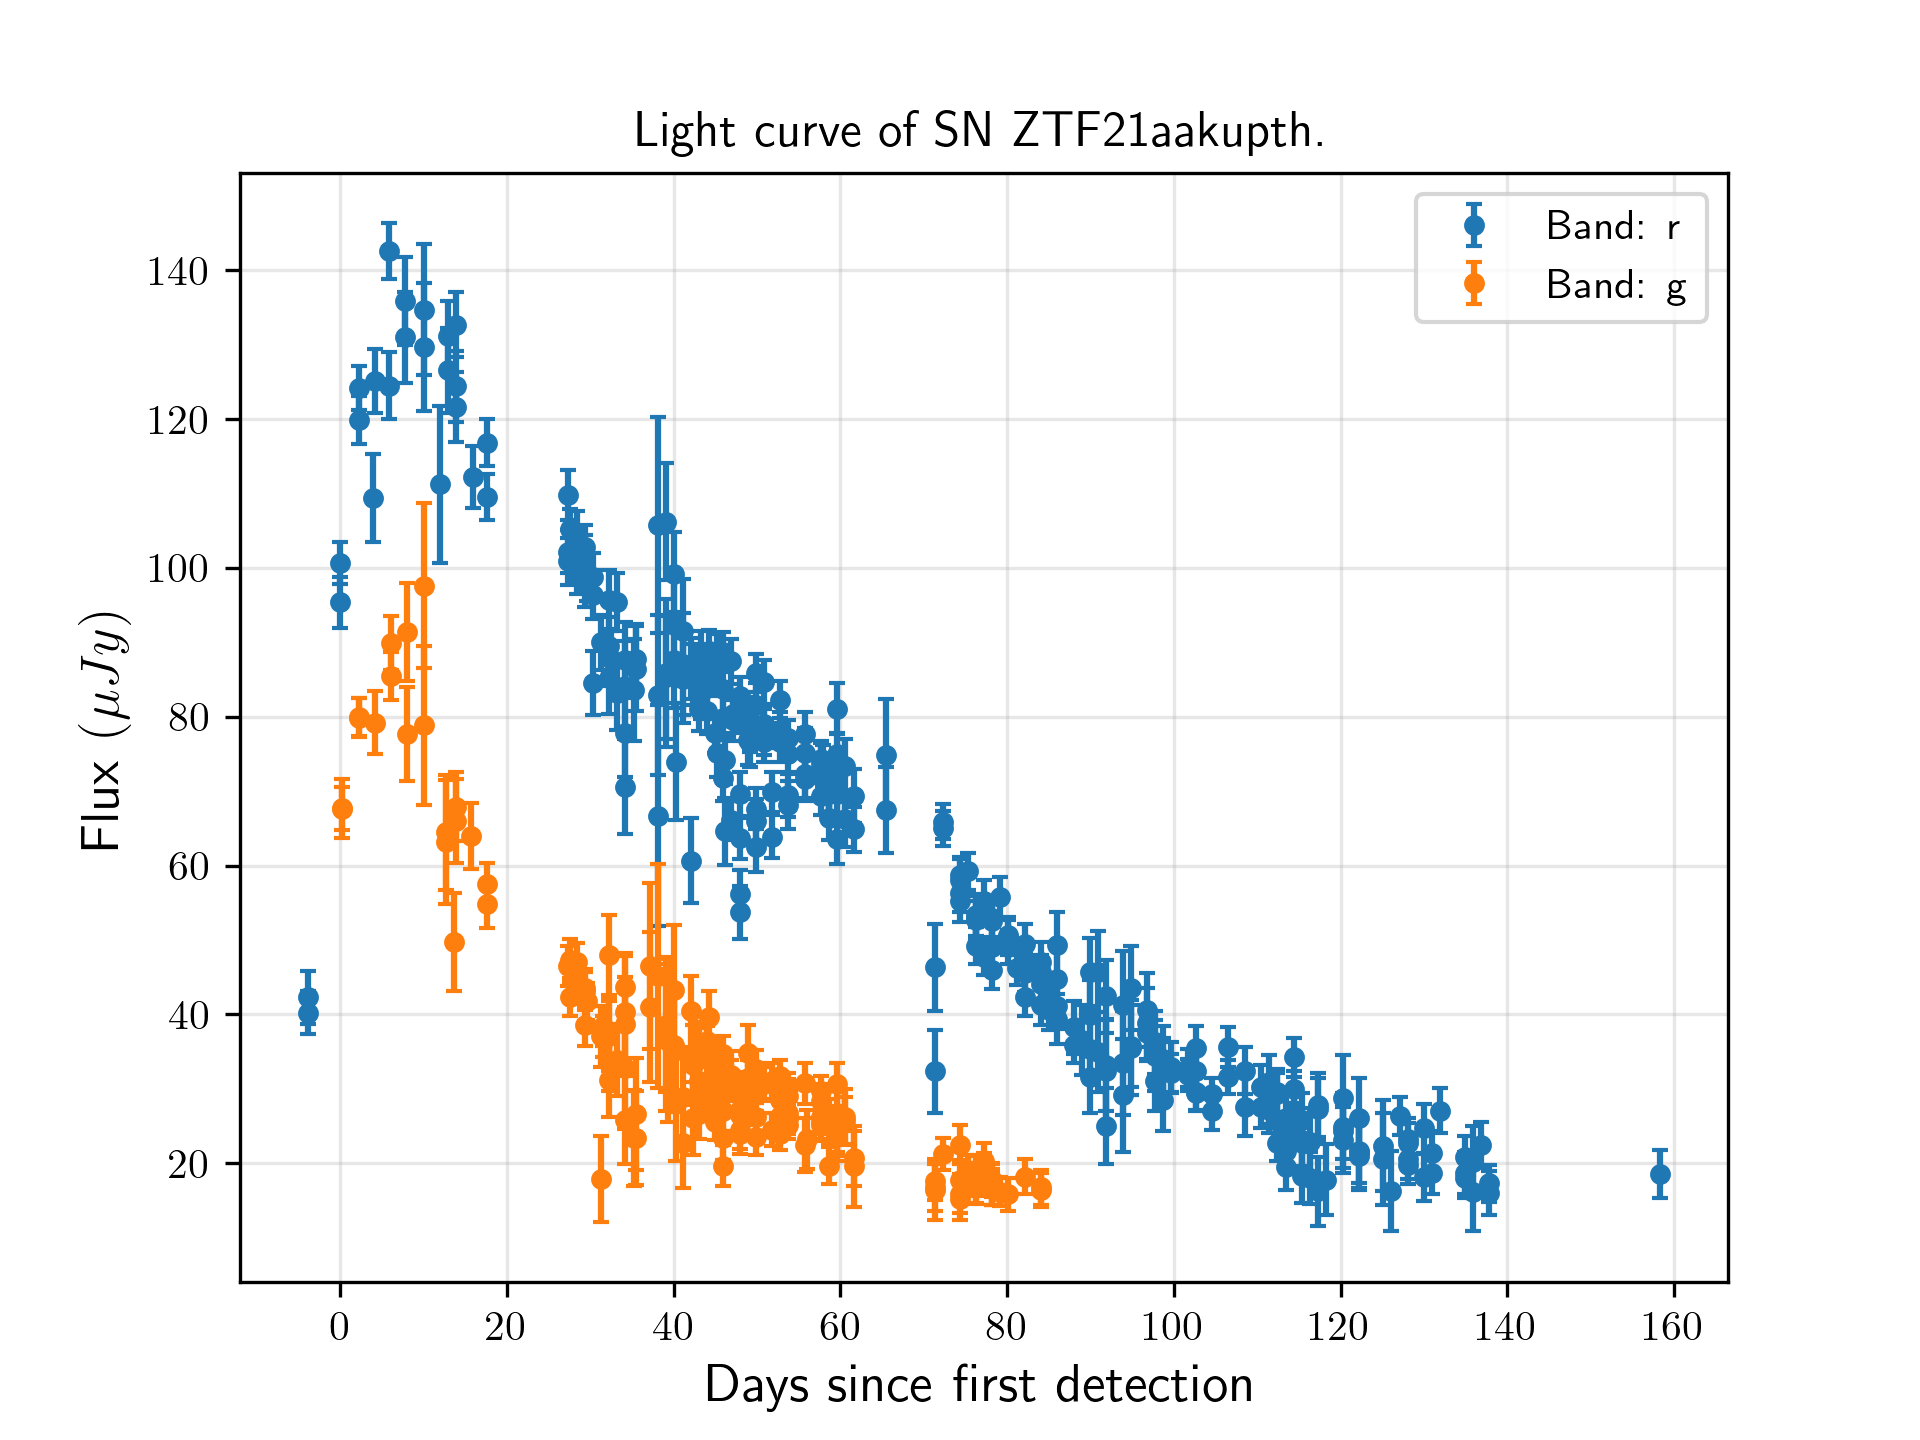 Light curve of SN ZTF21aakupth.
Band: r
Band: g
Flux (μJy)
140
120
100
80
60
40
20
0 20 40 60 80 100 120 140 160
Days since first detection